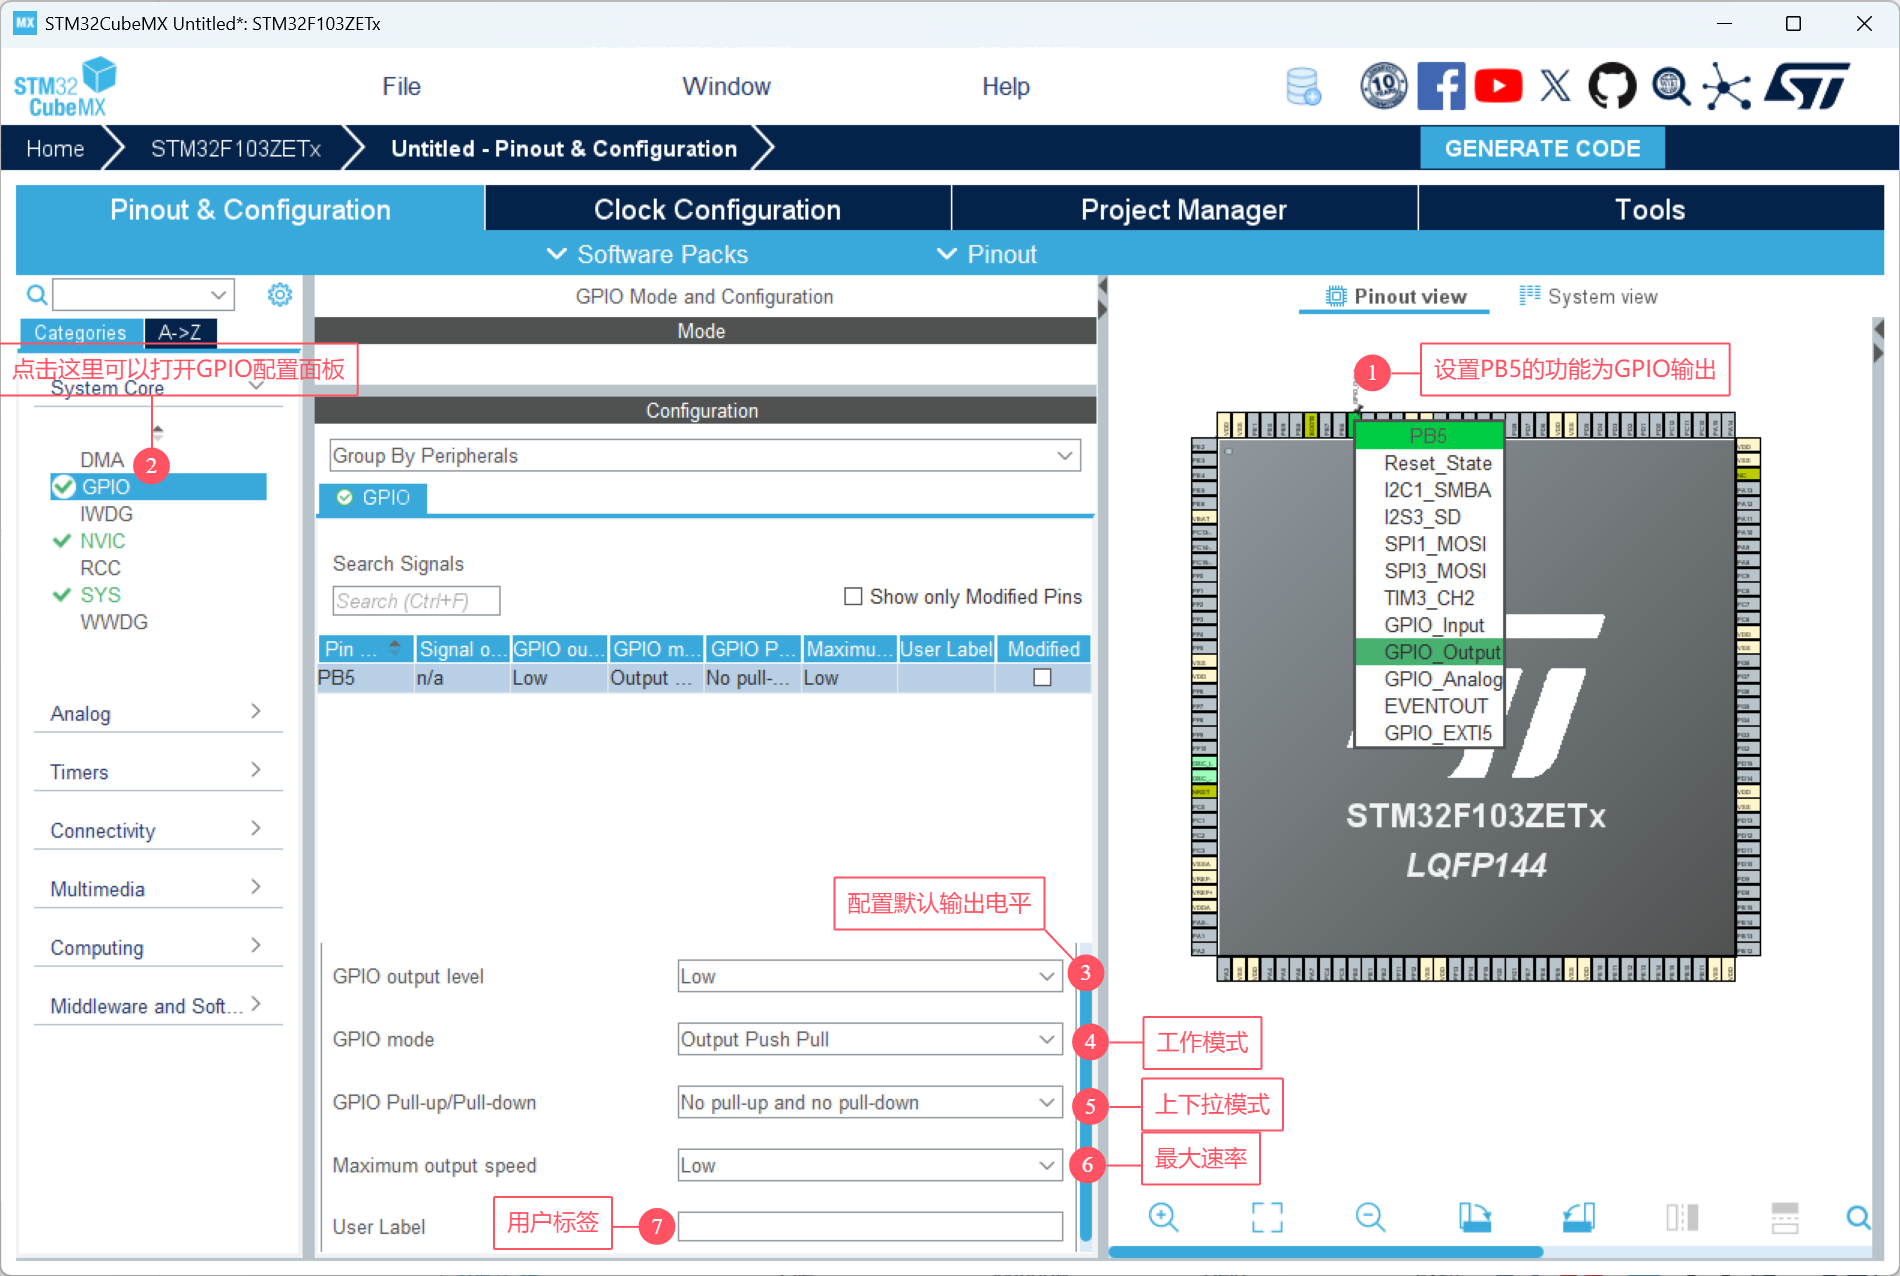 STM32CubeMX Untitled*: STM32F103ZETx
STM32 CubeMX
File
Window
Help
Home
STM32F103ZETx
Untitled - Pinout & Configuration
GENERATE CODE
Pinout & Configuration
Clock Configuration
Project Manager
Tools
Software Packs
Pinout
Categories
A->Z
点击这里可以打开GPIO配置面板
System Core
2
DMA
GPIO
IWDG
NVIC
RCC
SYS
WWDG
Analog
Timers
Connectivity
Multimedia
Computing
Middleware and Soft...
GPIO Mode and Configuration
Mode
Configuration
Group By Peripherals
GPIO
Search Signals
Search (Ctrl+F)
Show only Modified Pins
Pin ...
Signal o...
GPIO ou...
GPIO m...
GPIO P...
Maximu...
User Label
Modified
PB5
n/a
Low
Output ...
No pull-...
Low
配置默认输出电平
GPIO output level
Low
3
GPIO mode
Output Push Pull
4
工作模式
GPIO Pull-up/Pull-down
No pull-up and no pull-down
5
上下拉模式
Maximum output speed
Low
6
最大速率
User Label
用户标签
7
Pinout view
System view
1
设置PB5的功能为GPIO输出
PB5
Reset_State
I2C1_SMBA
I2S3_SD
SPI1_MOSI
SPI3_MOSI
TIM3_CH2
GPIO_Input
GPIO_Output
GPIO_Analog
EVENTOUT
GPIO_EXTI5
STM32F103ZETx
LQFP144